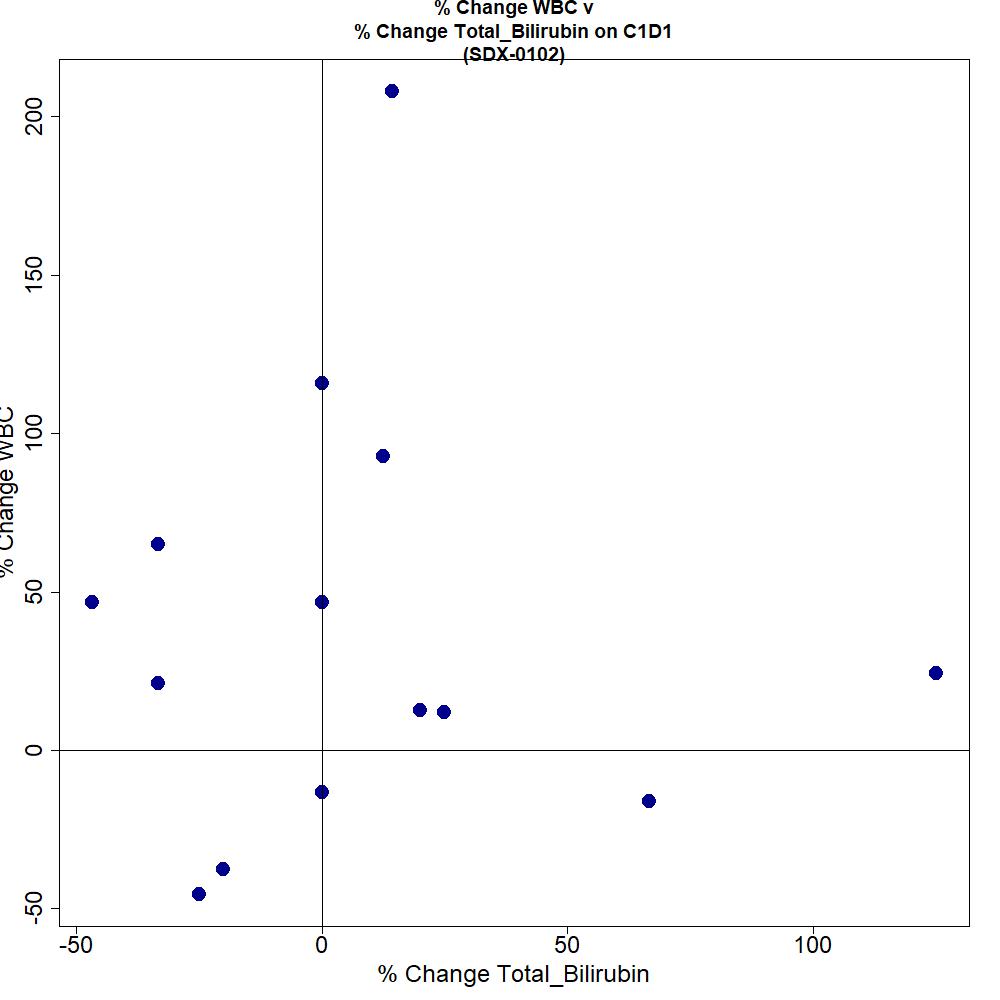 % Change WBC v
% Change Total_Bilirubin on C1D1
(SDX-0102)
200
150
100
50
0
-50
% Change WBC
-50
0
50
100
% Change Total_Bilirubin